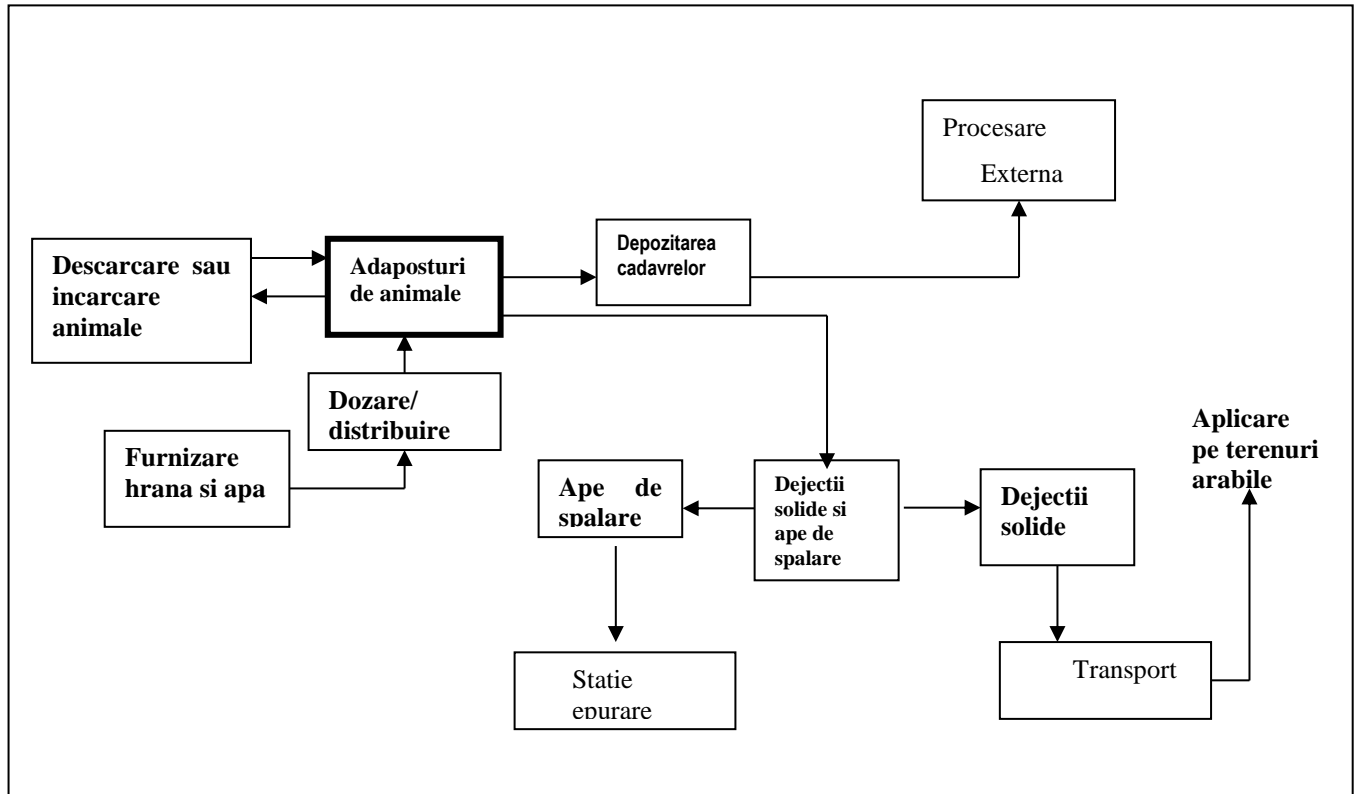 Procesare
Externa
Descarcare sau
incarcare
animale
Adaposturi
de animale
Depozitarea
cadavrelor
Dozare/
distribuire
Furnizare
hrana si apa
Aplicare
pe terenuri
arabile
Ape de
spalare
Dejectii
solide si
ape de
spalare
Dejectii
solide
Statie
epurare
Transport